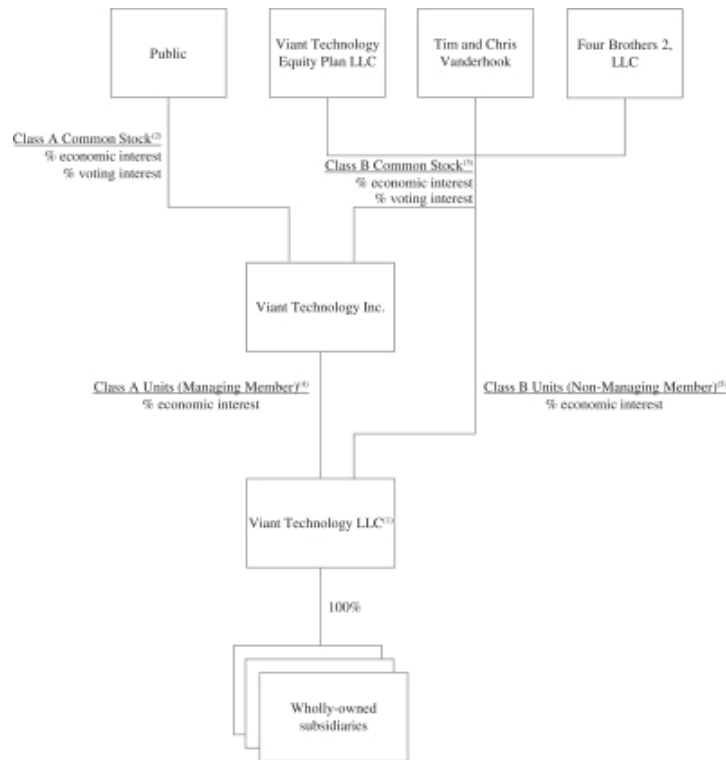 Public
Viant Technology
Equity Plan LLC
Tim and Chris
Vanderhook
Four Brothers 2,
LLC
Class A Common Stock(2)
% economic interest
% voting interest
Class B Common Stock(3)
% economic interest
% voting interest
Viant Technology Inc.
Class A Units (Managing Member)(4)
% economic interest
Class B Units (Non-Managing Member)(5)
% economic interest
Viant Technology LLC(1)
100%
Wholly-owned
subsidiaries